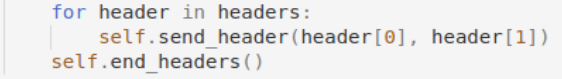 for header in headers:
    self.send_header(header[0], header[1])
self.end_headers()